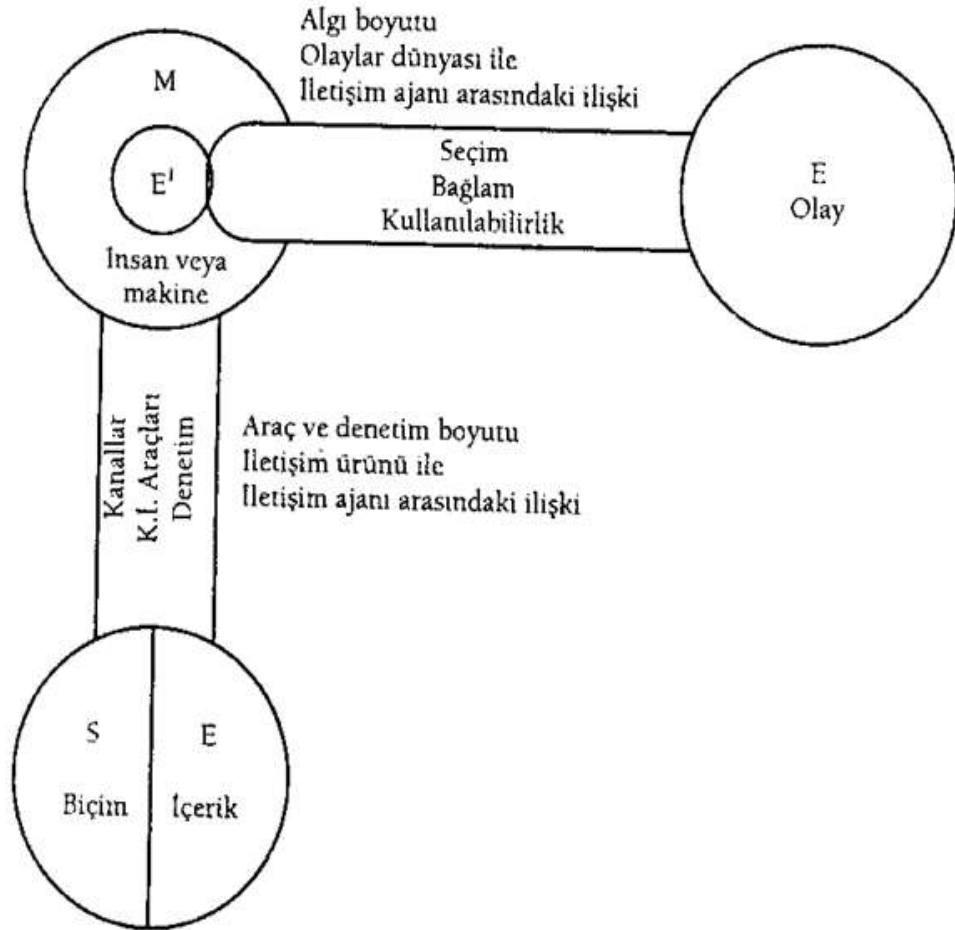 Algı boyutu
Olaylar dünyası ile
İletişim ajanı arasındaki ilişki
M
E¹
İnsan veya
makine
Seçim
Bağlam
Kullanılabilirlik
E
Olay
Kanallar
K.İ. Araçları
Denetim
Araç ve denetim boyutu
İletişim ürünü ile
İletişim ajanı arasındaki ilişki
S
Biçim
E
İçerik